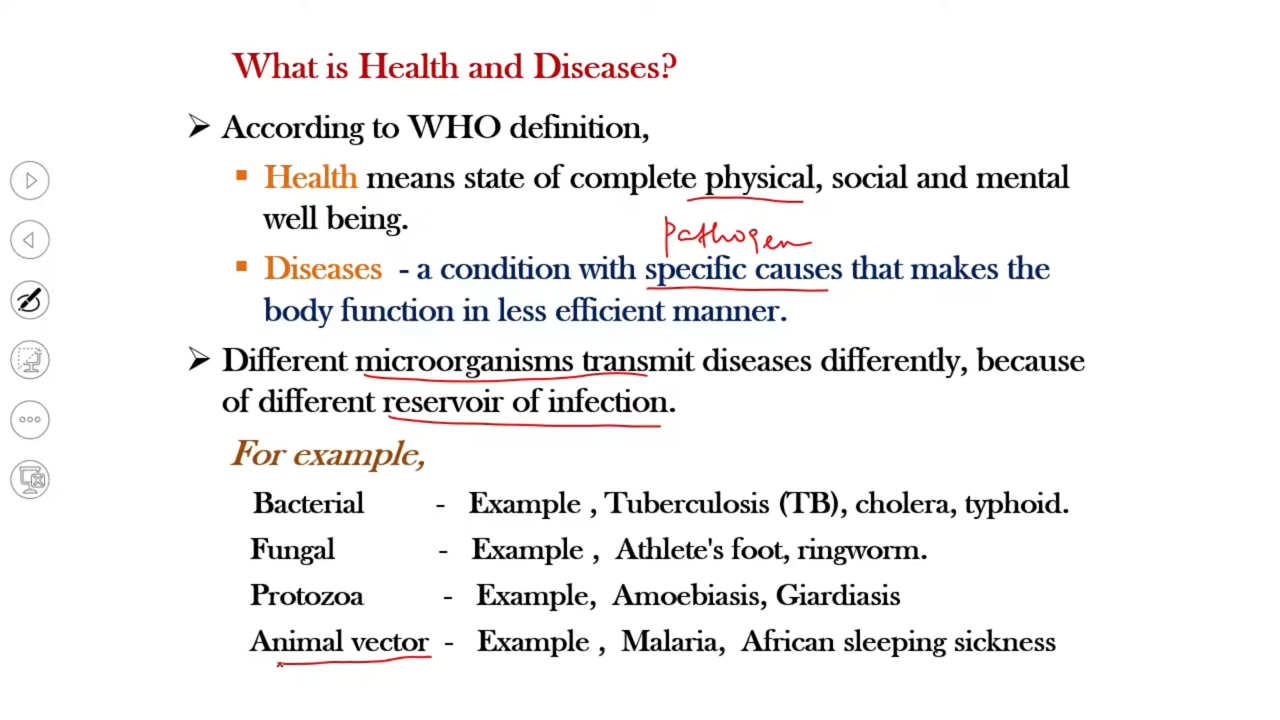 What is Health and Diseases?
➢ According to WHO definition,
▪ Health means state of complete physical, social and mental
well being.
pathogen
▪ Diseases - a condition with specific causes that makes the
body function in less efficient manner.
➢ Different microorganisms transmit diseases differently, because
of different reservoir of infection.
For example,
Bacterial - Example , Tuberculosis (TB), cholera, typhoid.
Fungal - Example , Athlete's foot, ringworm.
Protozoa - Example, Amoebiasis, Giardiasis
Animal vector - Example , Malaria, African sleeping sickness